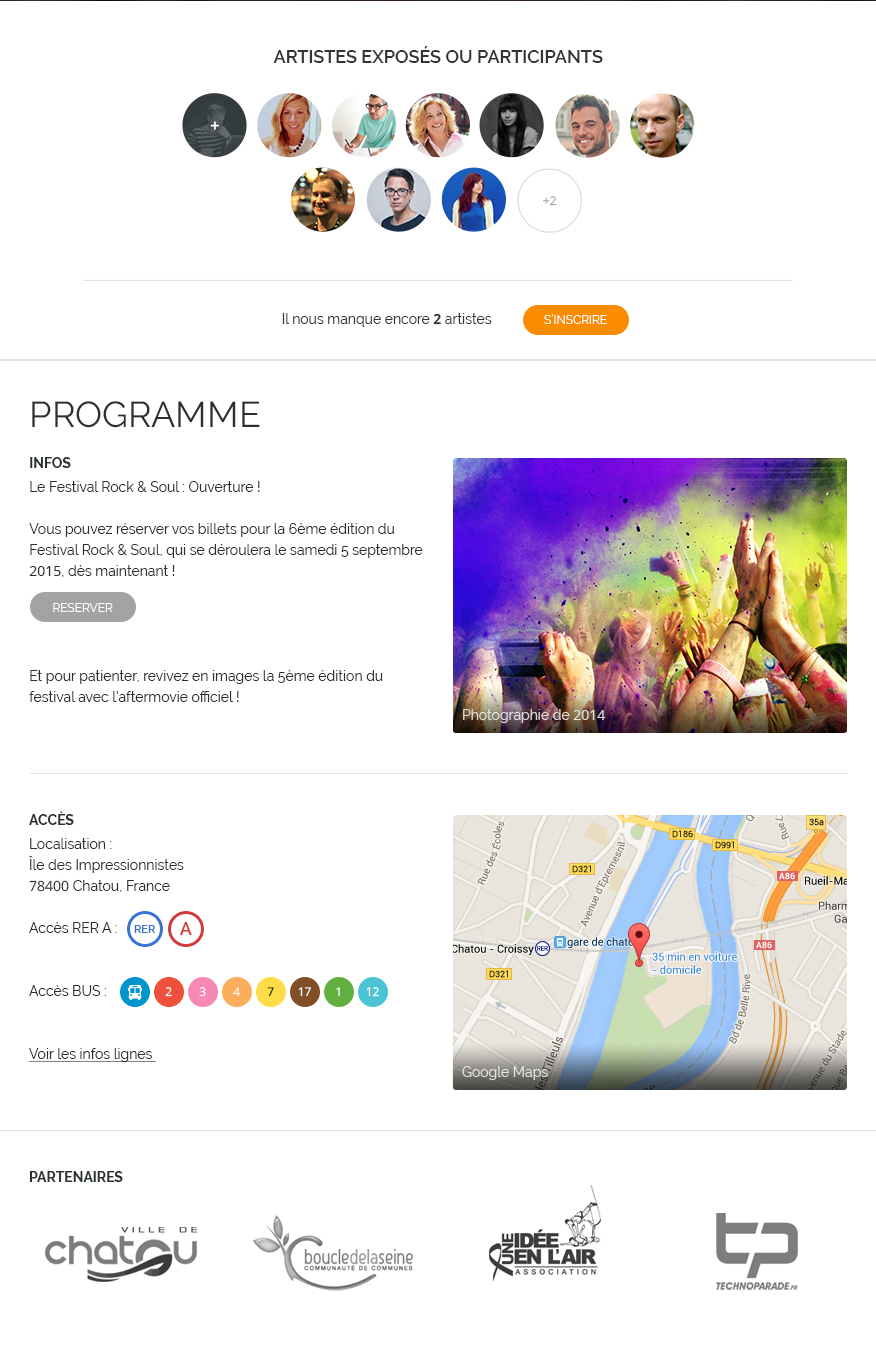 ARTISTES EXPOSÉS OU PARTICIPANTS
+
+2
Il nous manque encore 2 artistes
S'INSCRIRE
PROGRAMME
INFOS
Le Festival Rock & Soul : Ouverture !
Vous pouvez réserver vos billets pour la 6ème édition du
Festival Rock & Soul, qui se déroulera le samedi 5 septembre
2015, dès maintenant !
RESERVER
Et pour patienter, revivez en images la 5ème édition du
festival avec l'aftermovie officiel !
Photographie de 2014
ACCÈS
Localisation :
Île des Impressionnistes
78400 Chatou, France
Accès RER A : RER A
Accès BUS : 2 3 4 7 17 1 12
Voir les infos lignes
Rue des Écoles
Avenue d'Epremesnil
D186
D991
35a
D321
A86
Rueil-Ma
Pharm
Ga
Chatou - Croissy RER
gare de chato
A86
35 min en voiture
- domicile
D321
Bd de Belle Rive
des Tilleuls
enue du Stade
Google Maps
PARTENAIRES
VILLE DE
chatou
boucledelaseine
COMMUNAUTÉ DE COMMUNES
UNE IDÉE
EN L'AIR
ASSOCIATION
tp
TECHNOPARADE.FR